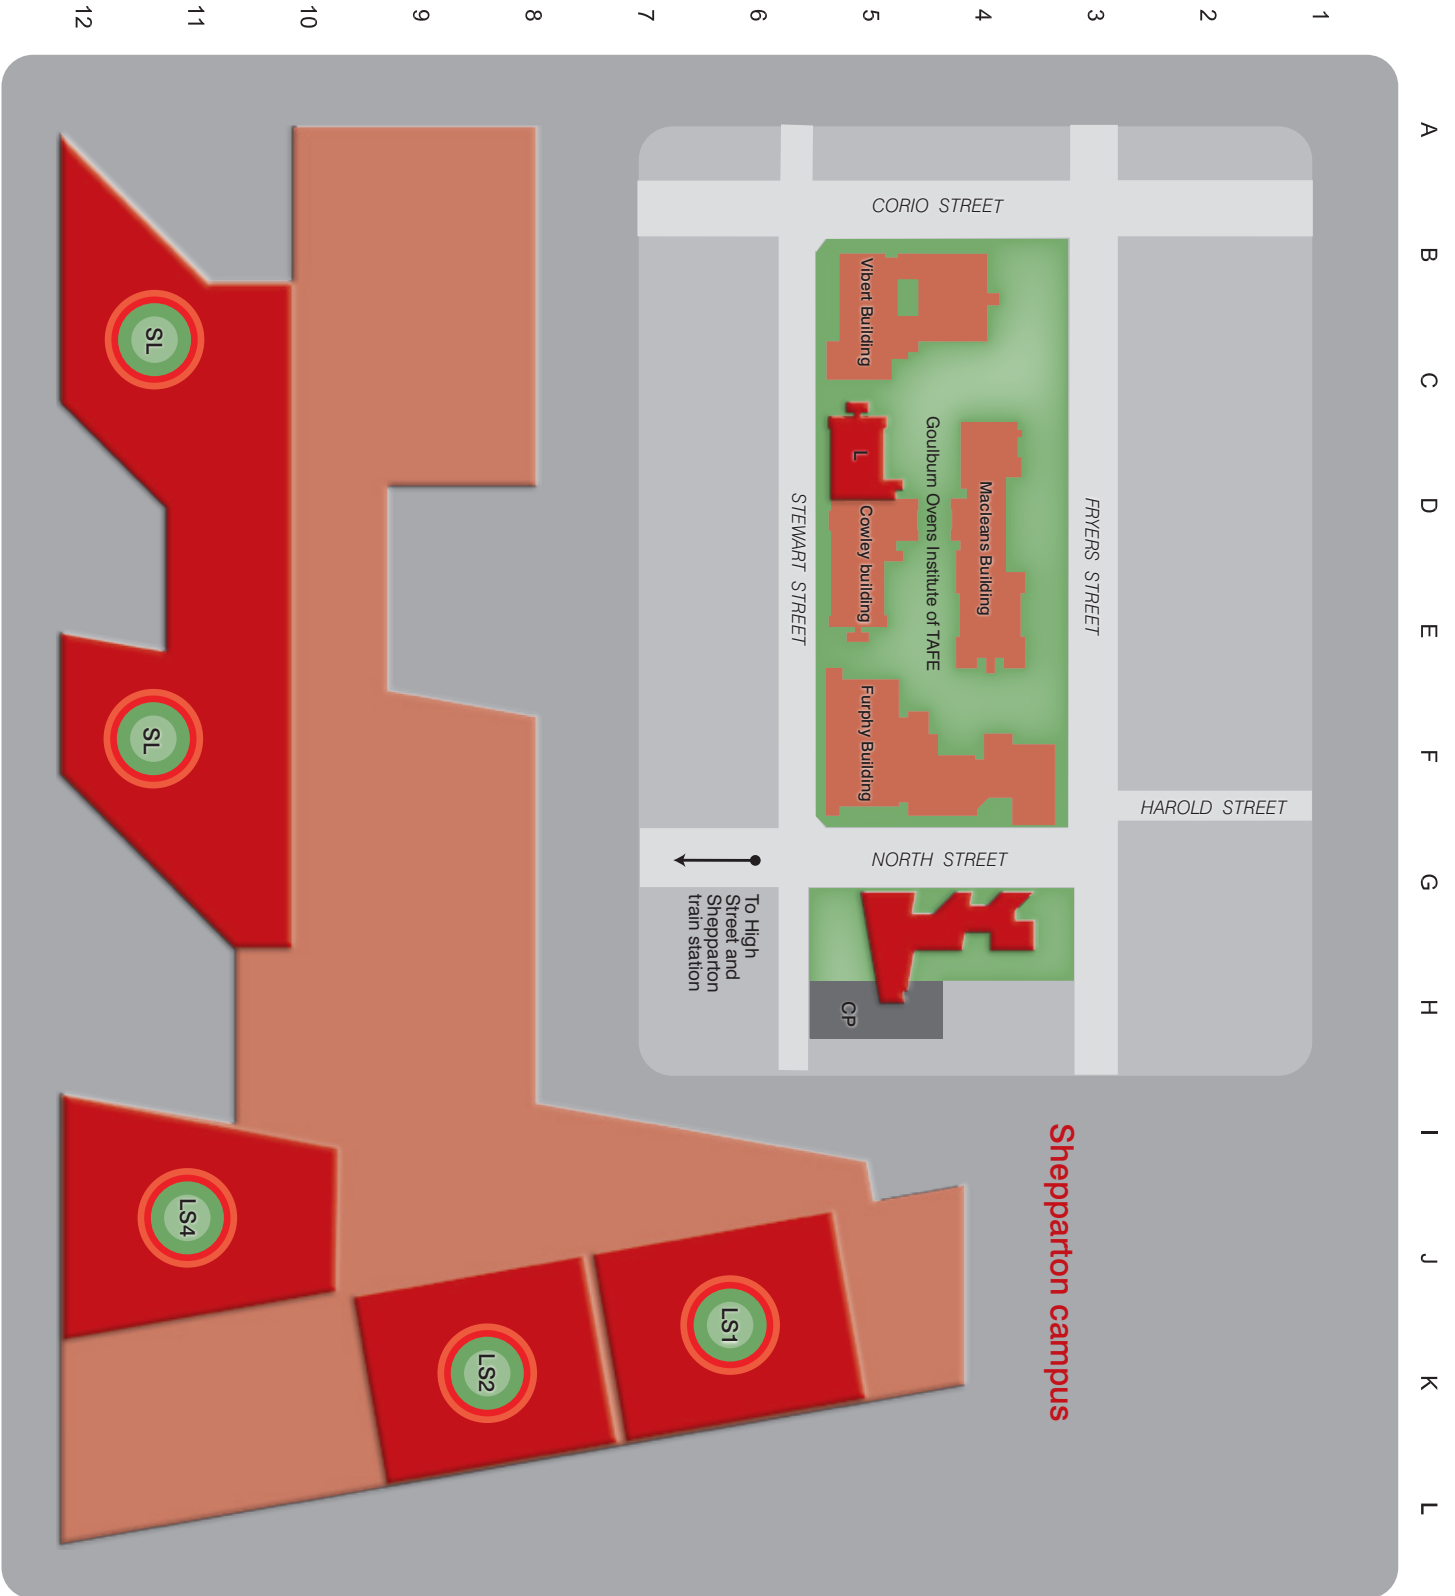 Shepparton campus
A
B
C
D
E
F
G
H
I
J
K
L
1
2
3
4
5
6
7
8
9
10
11
12
HAROLD STREET
FRYERS STREET
CORIO STREET
NORTH STREET
STEWART STREET
Macleans Building
Goulburn Ovens Institute of TAFE
Vibert Building
L
Cowley building
Furphy Building
CP
To High
Street and
Shepparton
train station
LS1
LS2
SL
SL
LS4